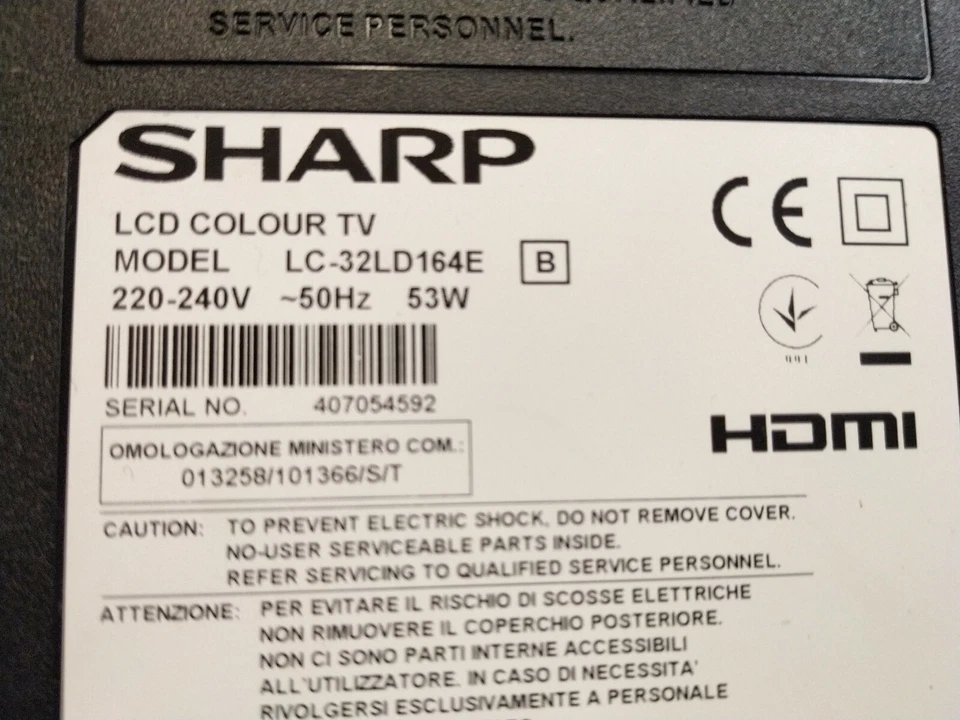 SERVICE PERSONNEL.
SHARP
LCD COLOUR TV
MODEL LC-32LD164E B
220-240V ~50Hz 53W
CE
SERIAL NO. 407054592
HDMI
OMOLOGAZIONE MINISTERO COM.:
013258/101366/S/T
CAUTION: TO PREVENT ELECTRIC SHOCK, DO NOT REMOVE COVER.
NO-USER SERVICEABLE PARTS INSIDE.
REFER SERVICING TO QUALIFIED SERVICE PERSONNEL.
ATTENZIONE: PER EVITARE IL RISCHIO DI SCOSSE ELETTRICHE
NON RIMUOVERE IL COPERCHIO POSTERIORE.
NON CI SONO PARTI INTERNE ACCESSIBILI
ALL'UTILIZZATORE. IN CASO DI NECESSITA'
RIVOLGERSI ESCLUSIVAMENTE A PERSONALE